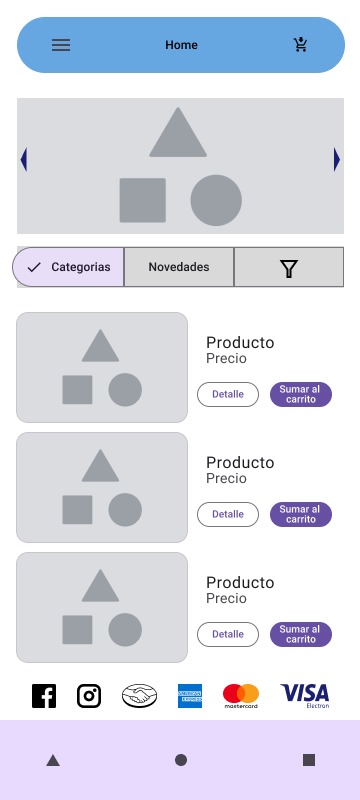 Home
Categorias
Novedades
Producto
Precio
Detalle
Sumar al
carrito
Producto
Precio
Detalle
Sumar al
carrito
Producto
Precio
Detalle
Sumar al
carrito
AMERICAN
EXPRESS
mastercard
VISA
Electron